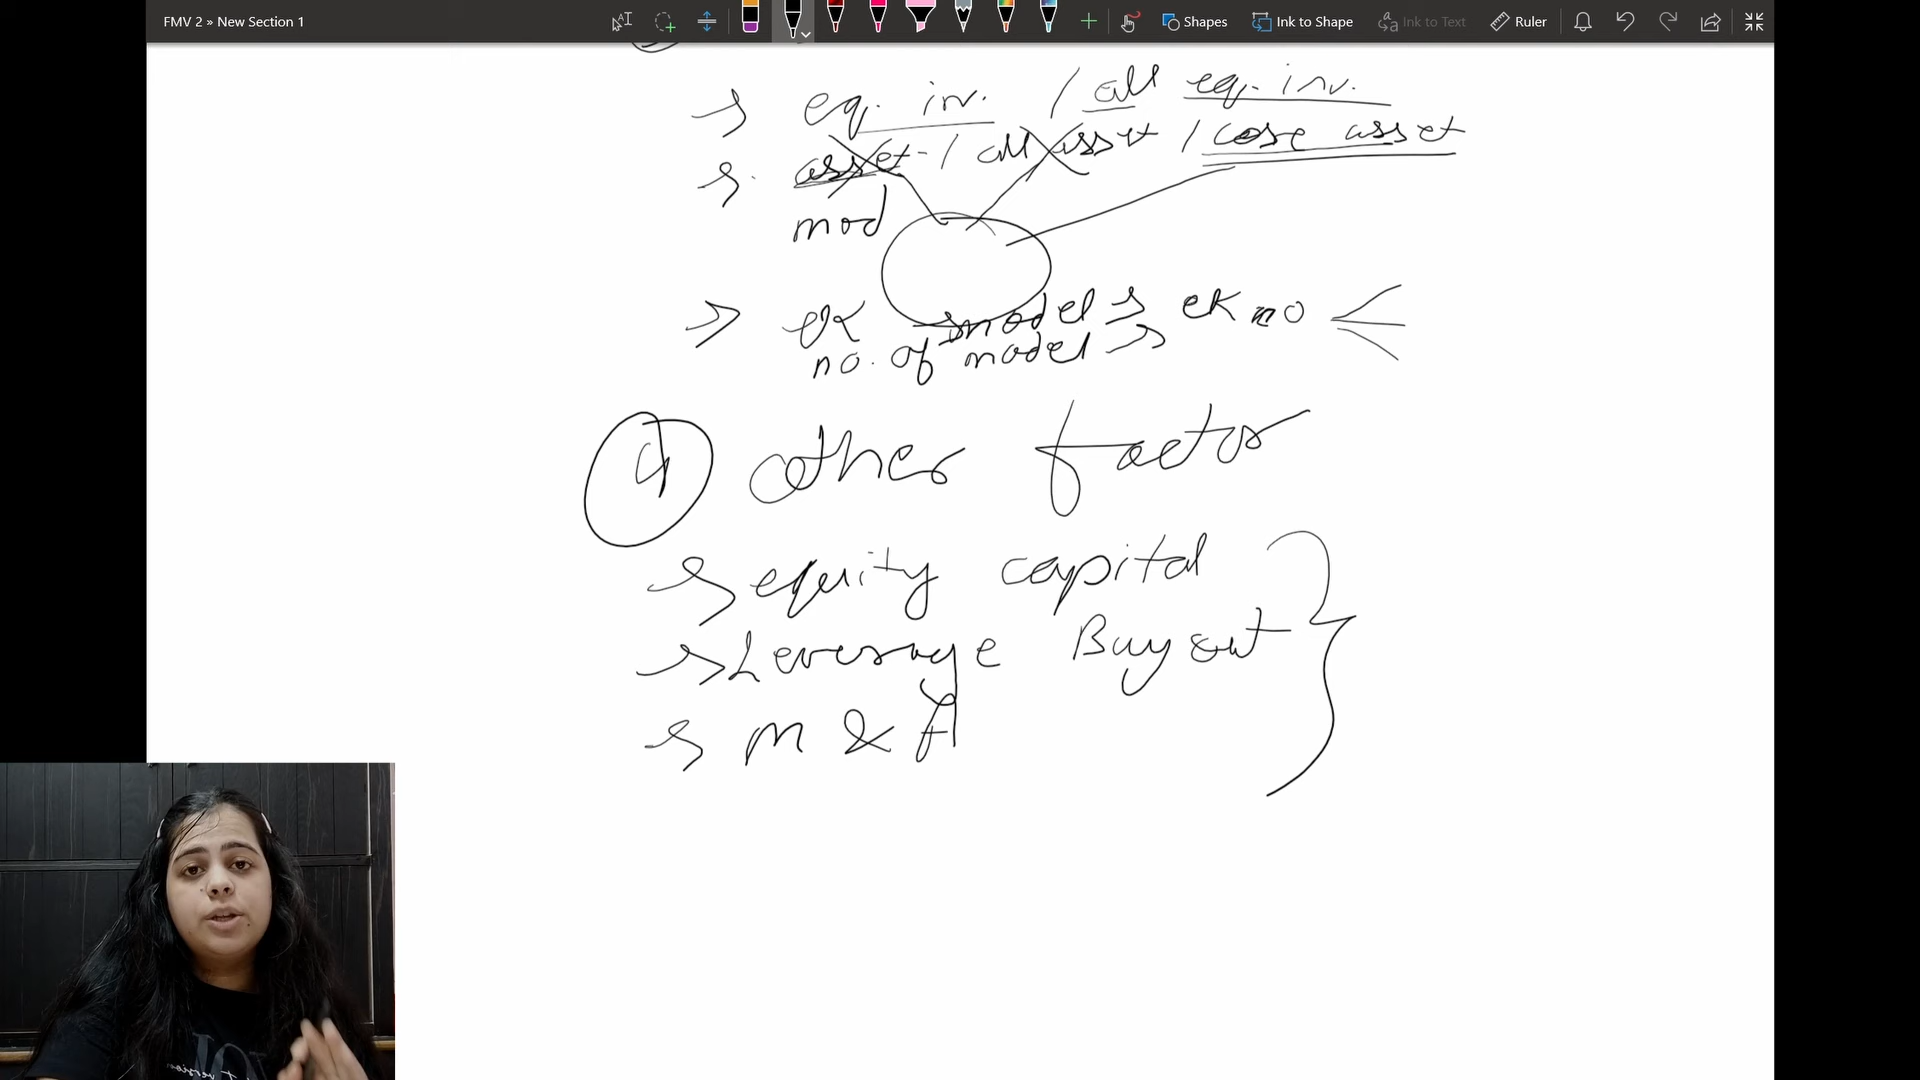 FMV 2 » New Section 1
Shapes
Ink to Shape
Ink to Text
Ruler
→ eq. inv. / all eq. inv.
→ asset / all asset / core asset
mod
→ ek model → ek no
no. of model →
4 other factor
→ equity capital
→ Leverage Buy out
→ M & A